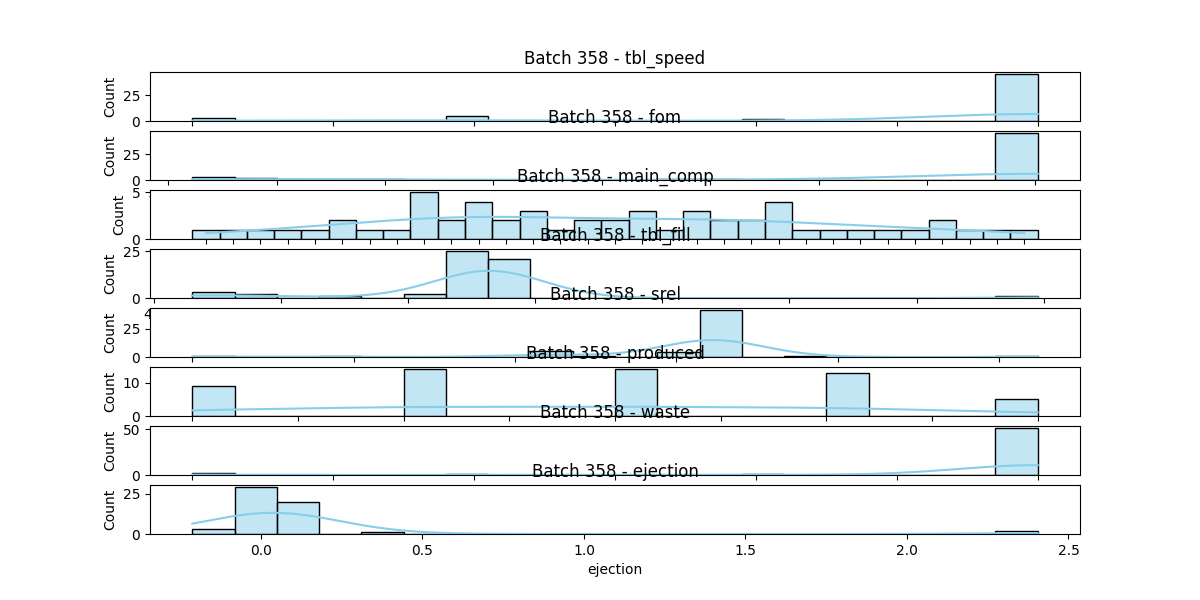 Batch 358 - tbl_speed
Count
25
0
Batch 358 - fom
Count
25
0
Batch 358 - main_comp
Count
5
0
Batch 358 - tbl_fill
Count
25
0
Batch 358 - srel
4
Count
25
0
Batch 358 - produced
Count
10
0
Batch 358 - waste
Count
50
0
Batch 358 - ejection
Count
25
0
0.0 0.5 1.0 1.5 2.0 2.5
ejection